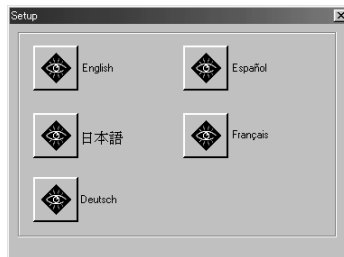 Setup
English
Español
日本語
Français
Deutsch